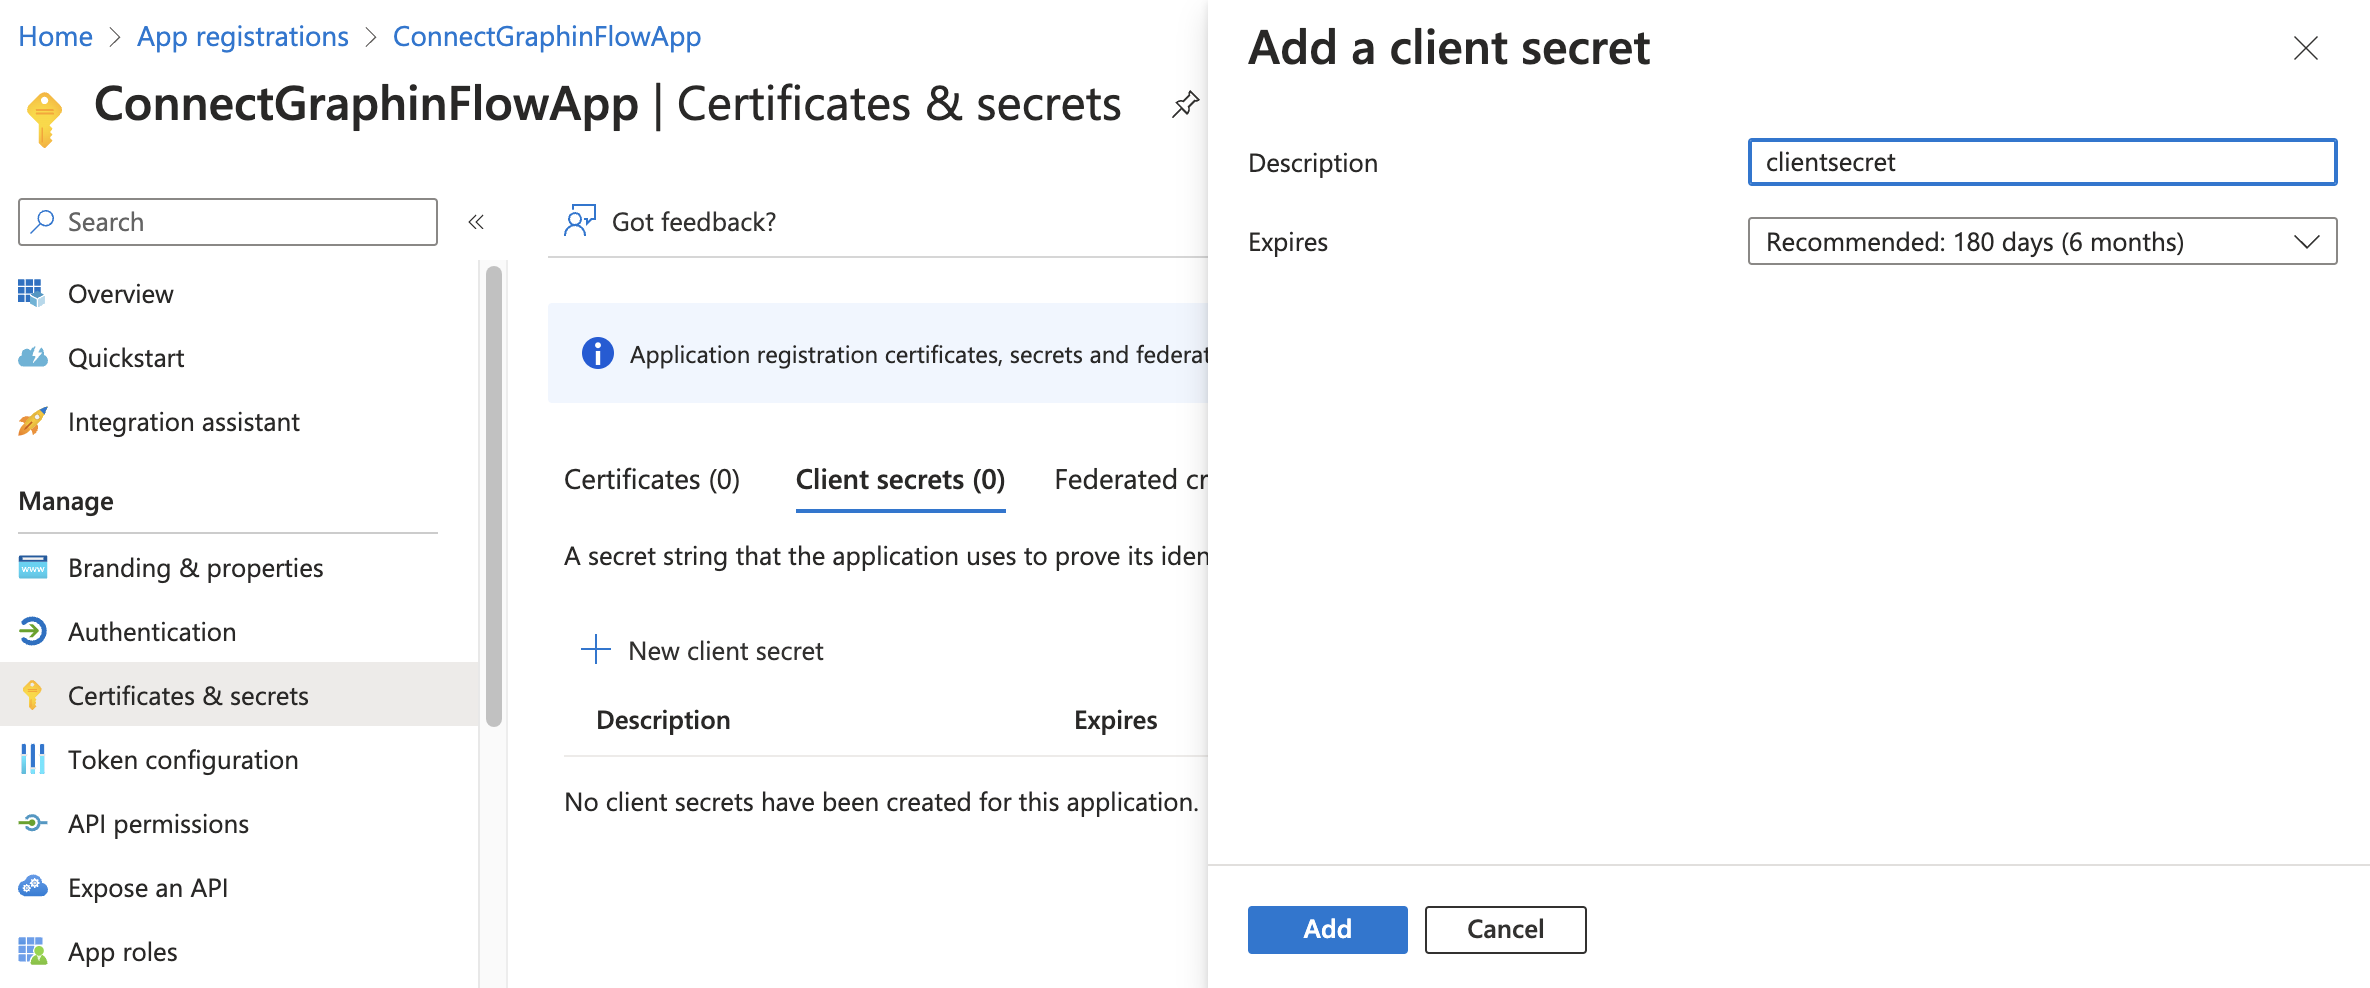 Home > App registrations > ConnectGraphinFlowApp
ConnectGraphinFlowApp | Certificates & secrets
Search
«
Overview
Quickstart
Integration assistant
Manage
www
Branding & properties
Authentication
Certificates & secrets
Token configuration
API permissions
Expose an API
App roles
Got feedback?
Application registration certificates, secrets and federat
Certificates (0)
Client secrets (0)
Federated cr
A secret string that the application uses to prove its iden
New client secret
Description
Expires
No client secrets have been created for this application.
Add a client secret
Description
clientsecret
Expires
Recommended: 180 days (6 months)
Add
Cancel